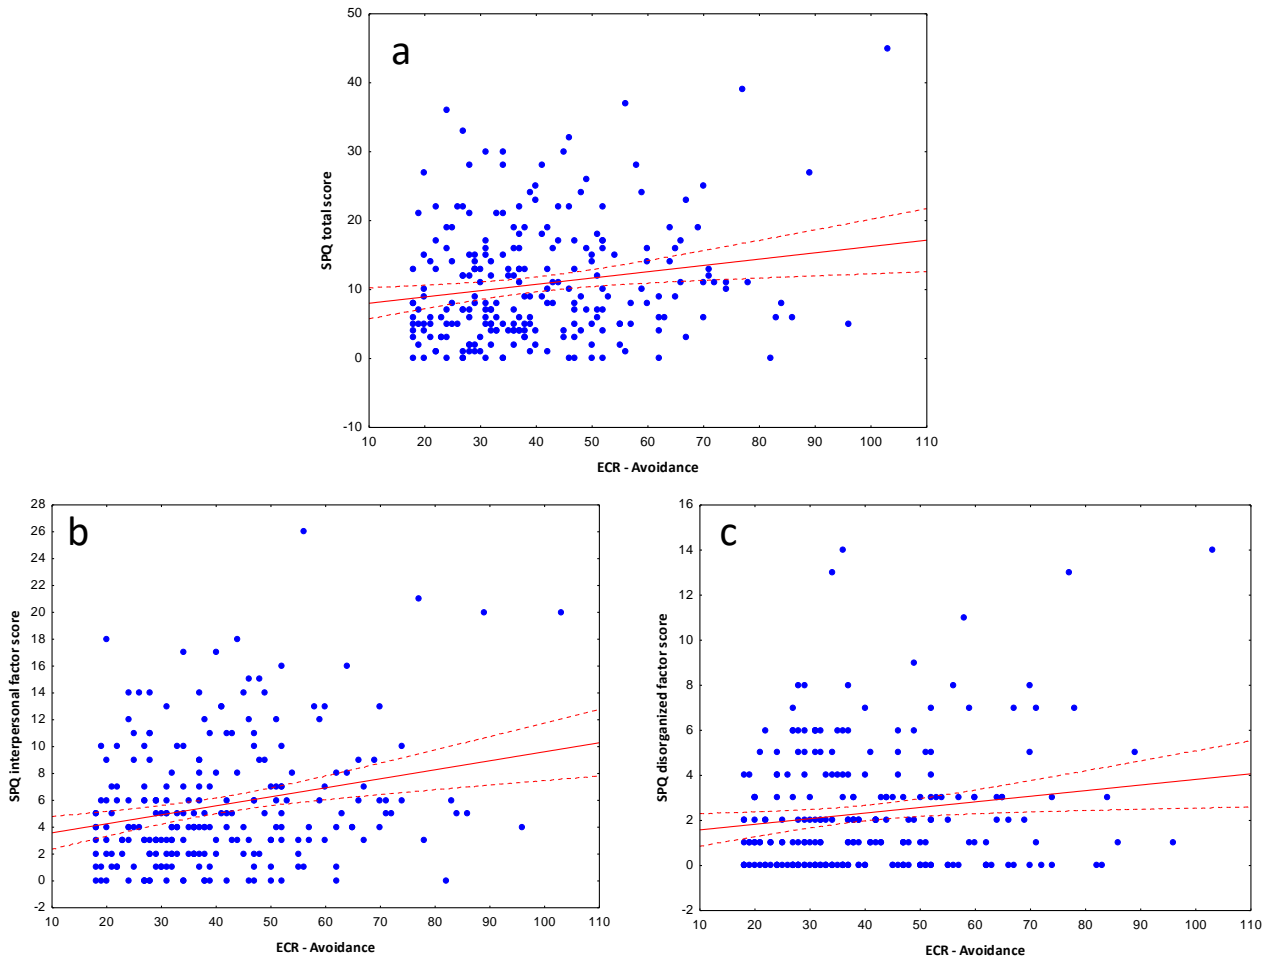 a
50
40
30
20
10
0
-10
SPQ total score
10 20 30 40 50 60 70 80 90 100 110
ECR - Avoidance
b
28
26
24
22
20
18
16
14
12
10
8
6
4
2
0
-2
SPQ interpersonal factor score
10 20 30 40 50 60 70 80 90 100 110
ECR - Avoidance
c
16
14
12
10
8
6
4
2
0
-2
SPQ disorganized factor score
10 20 30 40 50 60 70 80 90 100 110
ECR - Avoidance